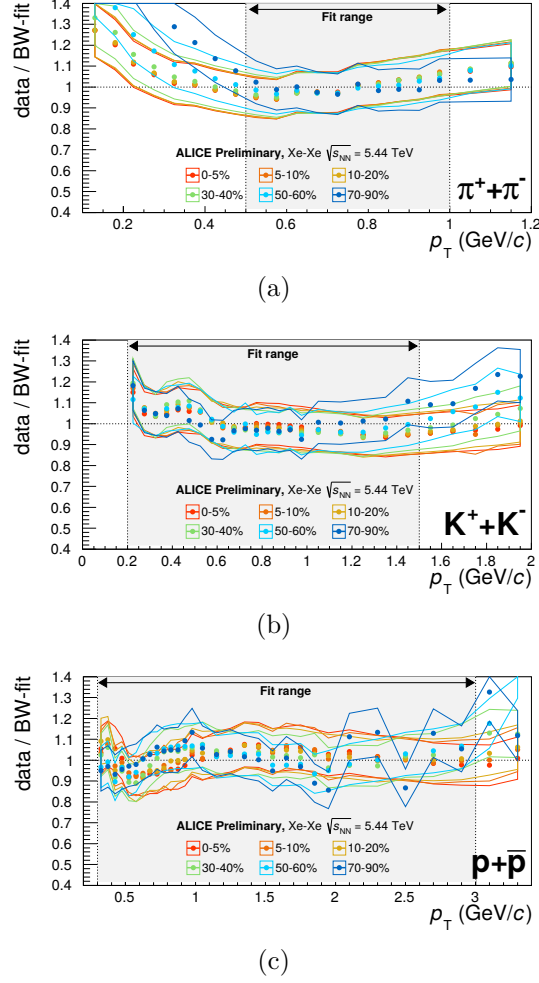 data / BW-fit
1.4
1.3
1.2
1.1
1
0.9
0.8
0.7
0.6
0.5
0.4
Fit range
ALICE Preliminary, Xe-Xe √sNN = 5.44 TeV
0-5% 5-10% 10-20%
30-40% 50-60% 70-90%
π⁺+π⁻
0.2 0.4 0.6 0.8 1 1.2
pT (GeV/c)
(a)
data / BW-fit
1.4
1.3
1.2
1.1
1
0.9
0.8
0.7
0.6
0.5
0.4
Fit range
ALICE Preliminary, Xe-Xe √sNN = 5.44 TeV
0-5% 5-10% 10-20%
30-40% 50-60% 70-90%
K⁺+K⁻
0 0.2 0.4 0.6 0.8 1 1.2 1.4 1.6 1.8 2
pT (GeV/c)
(b)
data / BW-fit
1.4
1.3
1.2
1.1
1
0.9
0.8
0.7
0.6
0.5
0.4
Fit range
ALICE Preliminary, Xe-Xe √sNN = 5.44 TeV
0-5% 5-10% 10-20%
30-40% 50-60% 70-90%
p+p̅
0.5 1 1.5 2 2.5 3
pT (GeV/c)
(c)